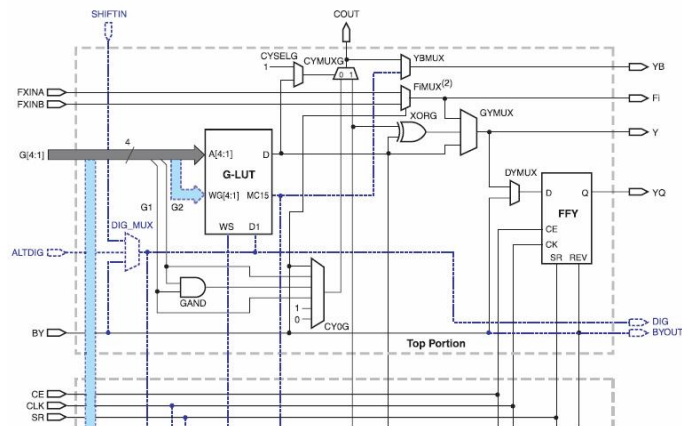 SHIFTIN
COUT
CYSELG
CYMUXG
YBMUX
1
0 1
YB
FXINA
FiMUX(2)
Fi
FXINB
XORG
GYMUX
Y
4
G[4:1]
A[4:1]
D
G-LUT
DYMUX
WG[4:1]
MC15
D
Q
YQ
G1
G2
FFY
DIG_MUX
WS
D1
CE
CK
ALTDIG
SR
REV
GAND
1
0
CY0G
DIG
BY
BYOUT
Top Portion
CE
CLK
SR